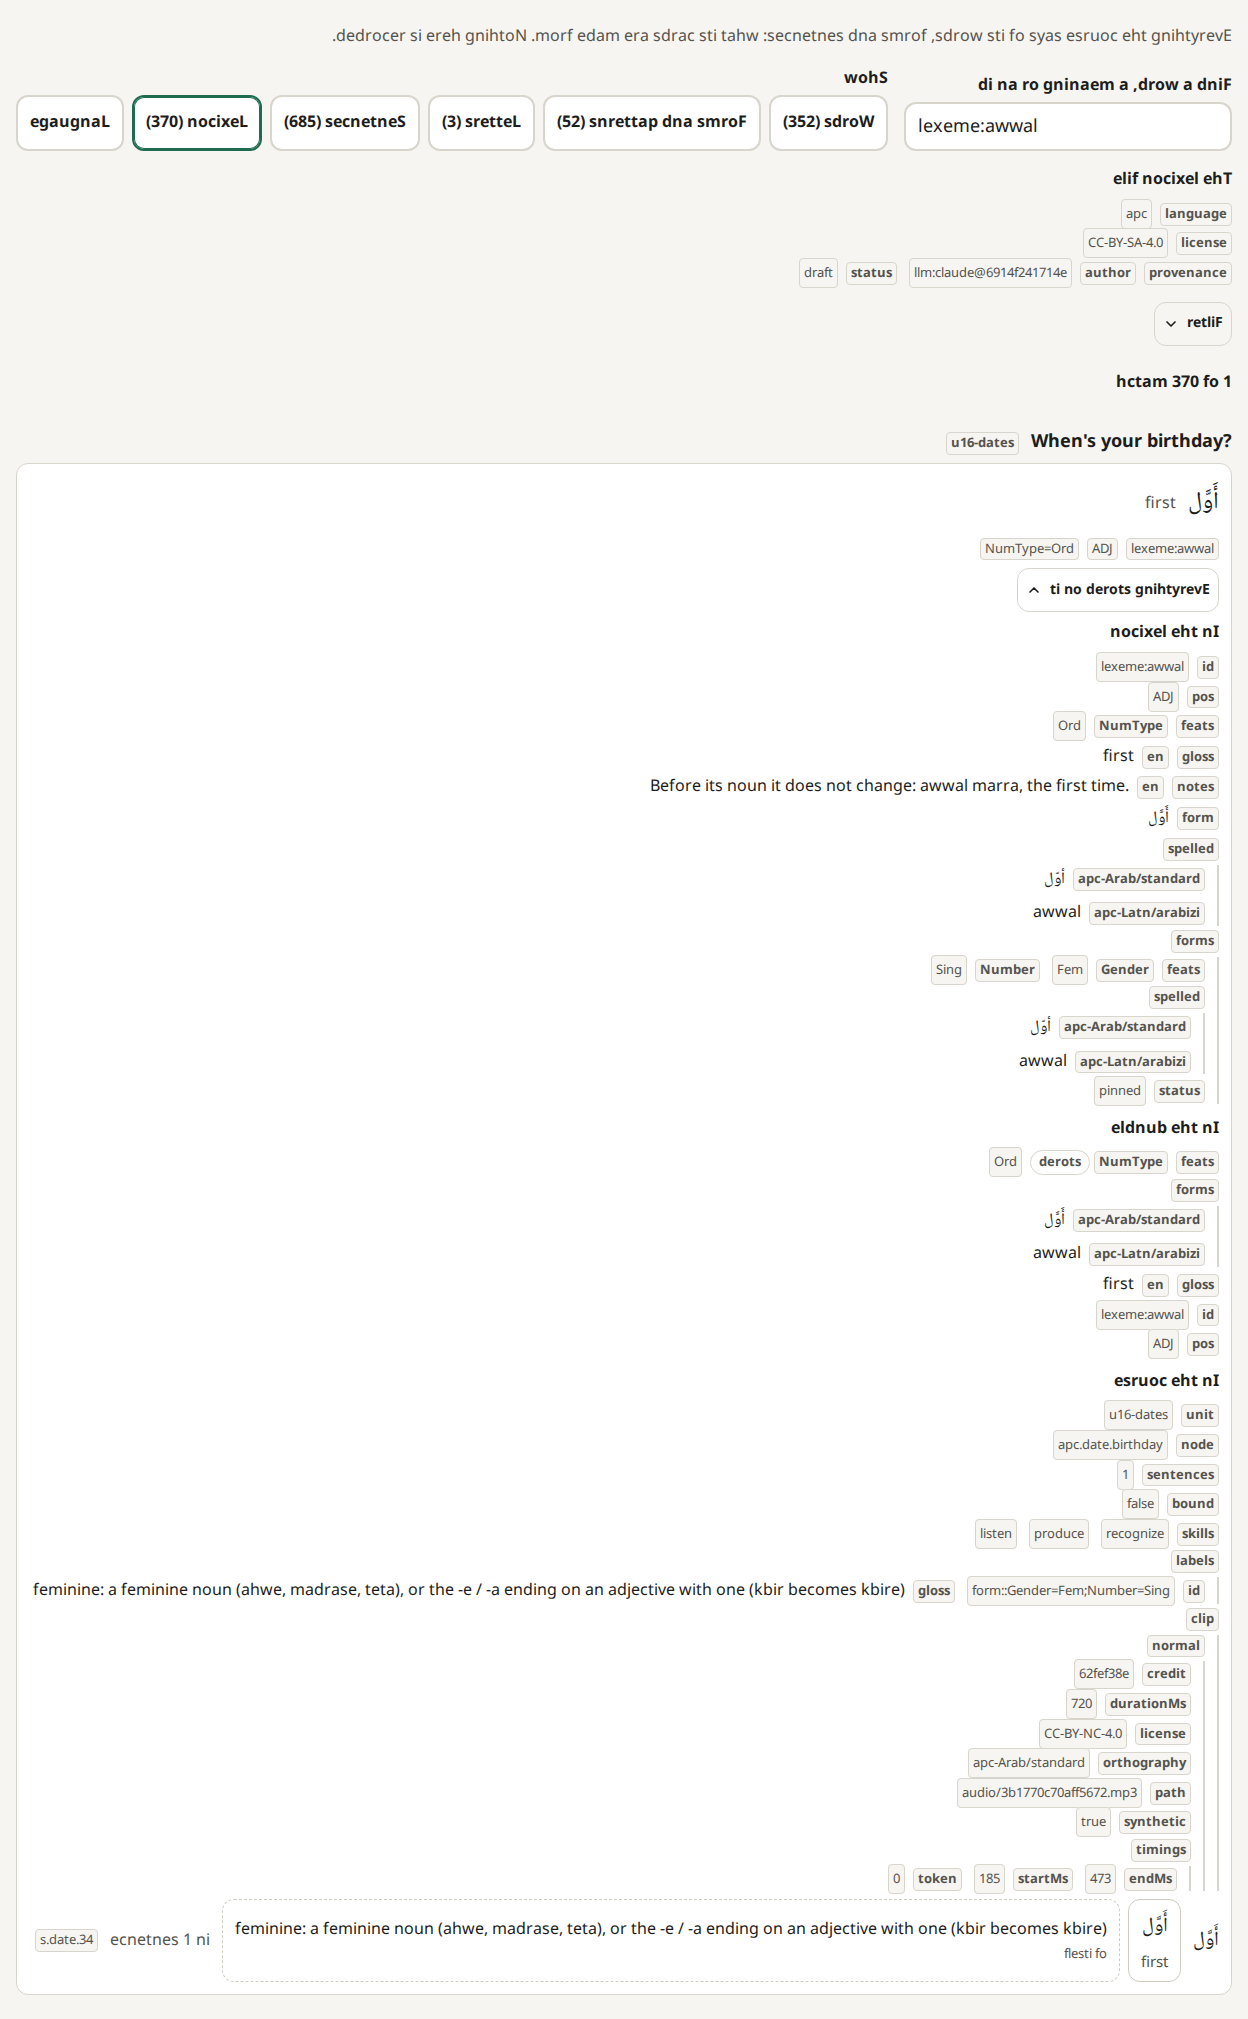 .dedrocer si ereh gnihtoN .morf edam era sdrac sti tahw :secnetnes dna smrof ,sdrow sti fo syas esruoc eht gnihtyrevE
di na ro gninaem a ,drow a dniF
lexeme:awwal
wohS
(352) sdroW
(52) snrettap dna smroF
(3) sretteL
(685) secnetneS
(370) nocixeL
egaugnaL
elif nocixel ehT
language apc
license CC-BY-SA-4.0
provenance author llm:claude@6914f241714e status draft
retliF
hctam 370 fo 1
When's your birthday? u16-dates
أَوَّل first
lexeme:awwal ADJ NumType=Ord
ti no derots gnihtyrevE
nocixel eht nI
id lexeme:awwal
pos ADJ
feats NumType Ord
gloss en first
notes en Before its noun it does not change: awwal marra, the first time.
form أَوَّل
spelled
apc-Arab/standard أوّل
apc-Latn/arabizi awwal
forms
feats Gender Fem Number Sing
spelled
apc-Arab/standard أوّل
apc-Latn/arabizi awwal
status pinned
eldnub eht nI
feats NumType derots Ord
forms
apc-Arab/standard أَوَّل
apc-Latn/arabizi awwal
gloss en first
id lexeme:awwal
pos ADJ
esruoc eht nI
unit u16-dates
node apc.date.birthday
sentences 1
bound false
skills recognize produce listen
labels
id form::Gender=Fem;Number=Sing gloss feminine: a feminine noun (ahwe, madrase, teta), or the -e / -a ending on an adjective with one (kbir becomes kbire)
clip
normal
credit 62fef38e
durationMs 720
license CC-BY-NC-4.0
orthography apc-Arab/standard
path audio/3b1770c70aff5672.mp3
synthetic true
timings
endMs 473 startMs 185 token 0
أَوَّل
أَوَّل
first
feminine: a feminine noun (ahwe, madrase, teta), or the -e / -a ending on an adjective with one (kbir becomes kbire)
flesti fo
ecnetnes 1 ni s.date.34